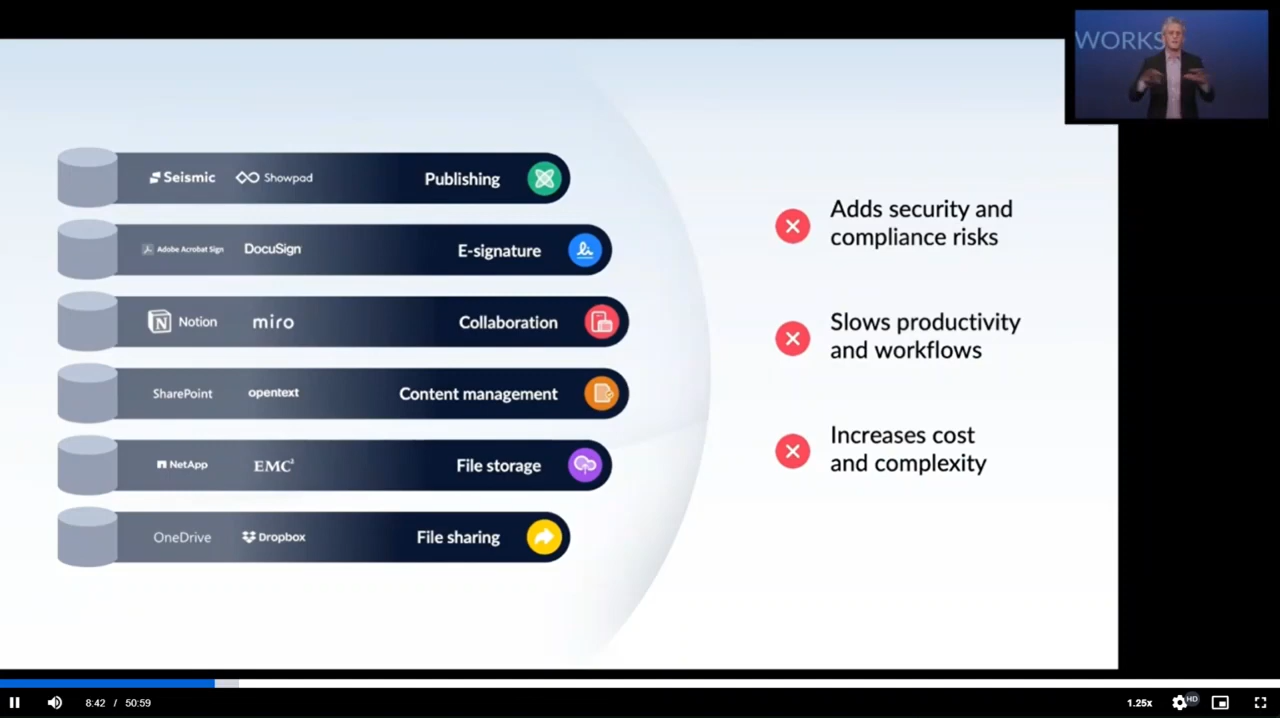 WORKS
Seismic Showpad Publishing
Adobe Acrobat Sign DocuSign E-signature
Notion miro Collaboration
SharePoint opentext Content management
NetApp EMC² File storage
OneDrive Dropbox File sharing
Adds security and
compliance risks
Slows productivity
and workflows
Increases cost
and complexity
8:42 / 50:59
1.25x
HD